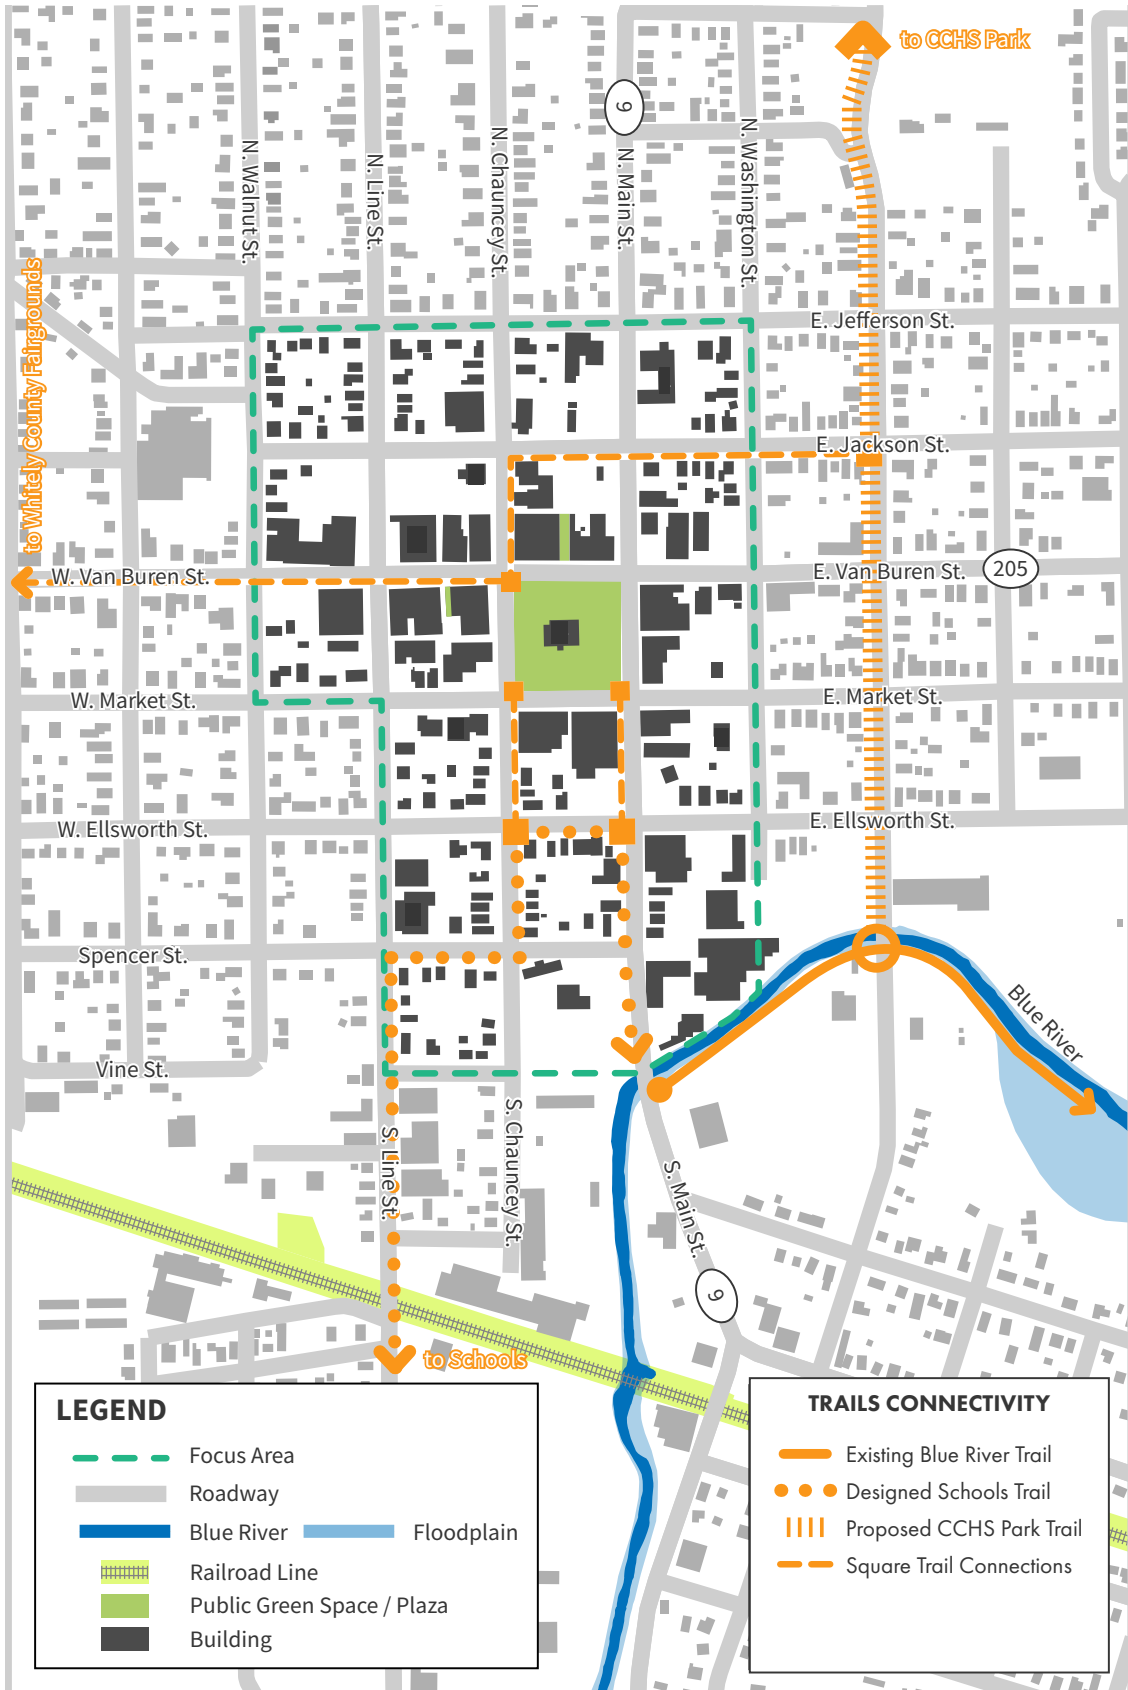 to CCHS Park
9
N. Walnut St.
N. Line St.
N. Chauncey St.
N. Main St.
N. Washington St.
to Whitely County Fairgrounds
E. Jefferson St.
E. Jackson St.
W. Van Buren St.
E. Van Buren St.
205
W. Market St.
E. Market St.
W. Ellsworth St.
E. Ellsworth St.
Spencer St.
Blue River
Vine St.
S. Line St.
S. Chauncey St.
S. Main St.
9
to Schools
LEGEND
Focus Area
Roadway
Blue River
Floodplain
Railroad Line
Public Green Space / Plaza
Building
TRAILS CONNECTIVITY
Existing Blue River Trail
Designed Schools Trail
Proposed CCHS Park Trail
Square Trail Connections